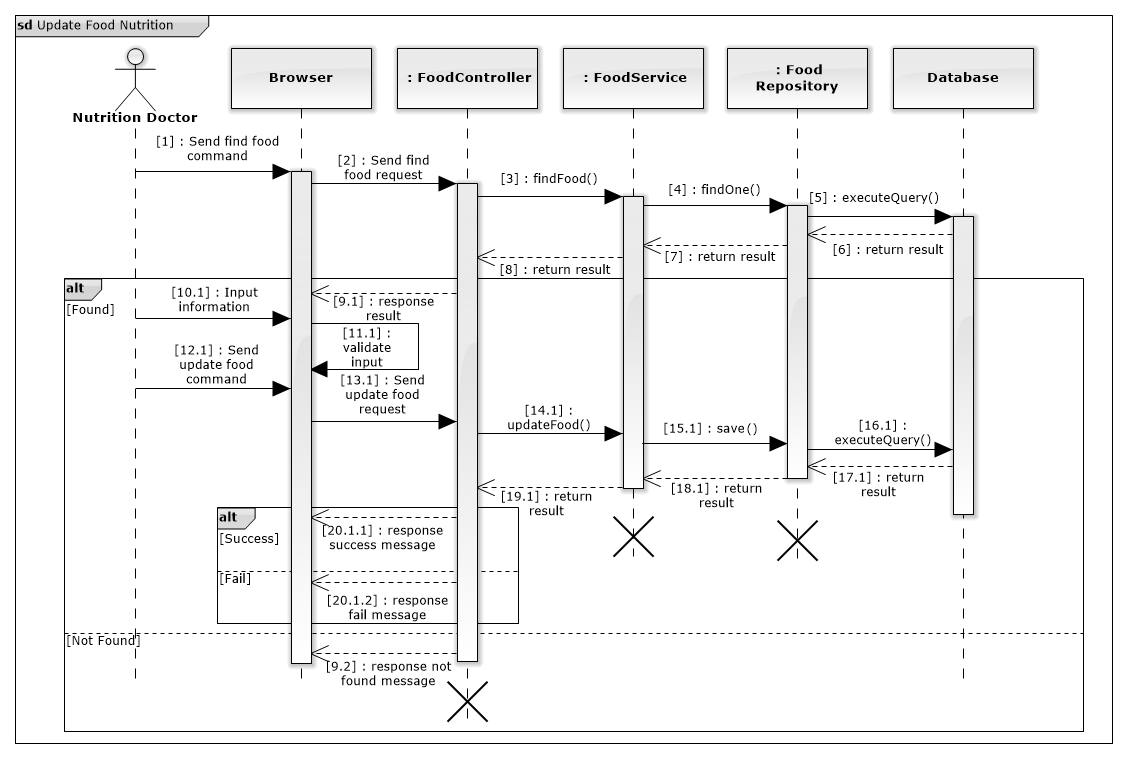 sd Update Food Nutrition
Nutrition Doctor
Browser
: FoodController
: FoodService
: Food
Repository
Database
[1] : Send find food
command
[2] : Send find
food request
[3] : findFood()
[4] : findOne()
[5] : executeQuery()
[6] : return result
[7] : return result
[8] : return result
alt
[Found]
[9.1] : response
result
[10.1] : Input
information
[11.1] :
validate
input
[12.1] : Send
update food
command
[13.1] : Send
update food
request
[14.1] :
updateFood()
[15.1] : save()
[16.1] :
executeQuery()
[17.1] : return
result
[18.1] : return
result
[19.1] : return
result
alt
[Success]
[20.1.1] : response
success message
[Fail]
[20.1.2] : response
fail message
[Not Found]
[9.2] : response not
found message